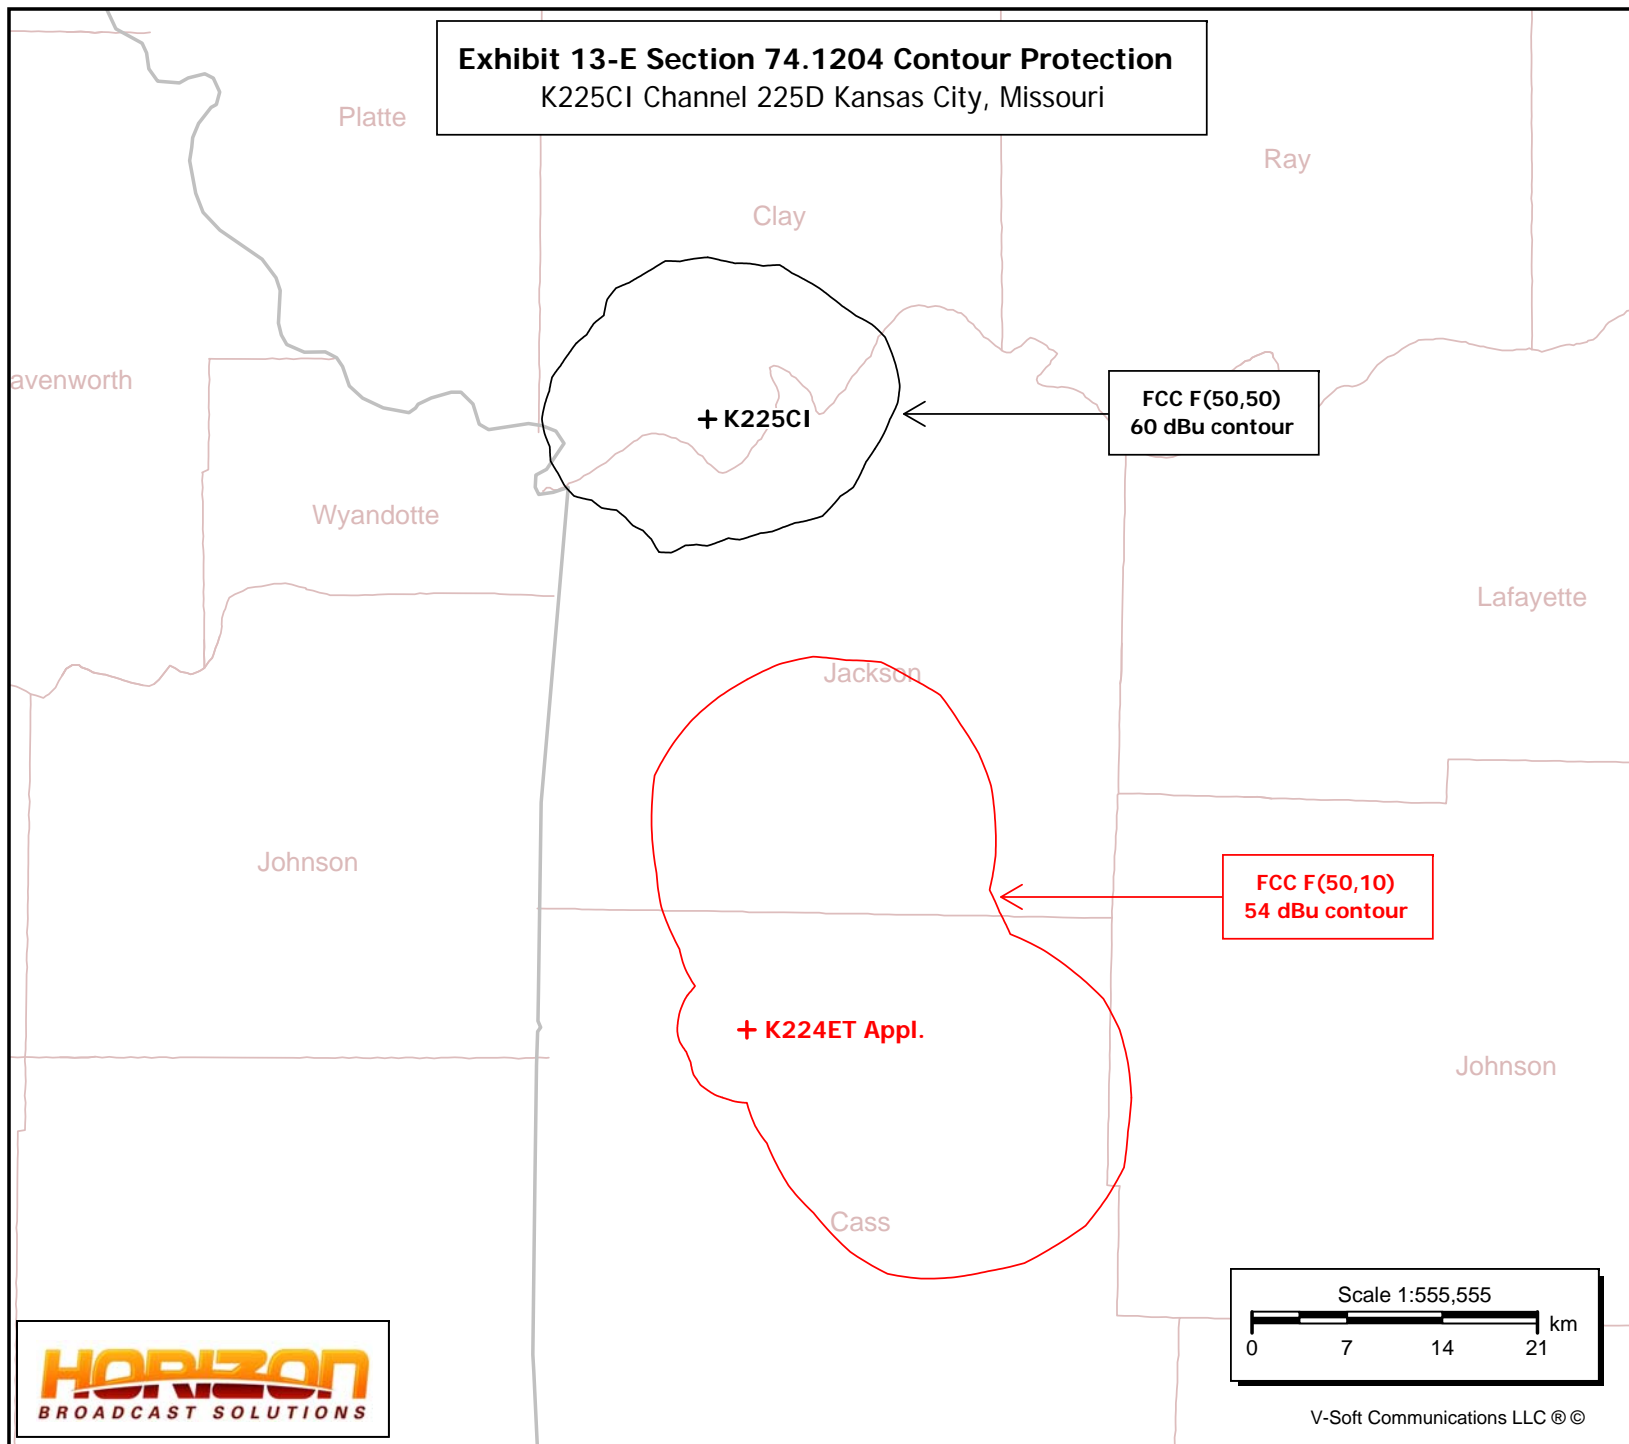 Exhibit 13-E Section 74.1204 Contour Protection
K225CI Channel 225D Kansas City, Missouri
Platte
Ray
Clay
avenworth
FCC F(50,50)
60 dBu contour
K225CI
Wyandotte
Lafayette
Jackson
Johnson
FCC F(50,10)
54 dBu contour
K224ET Appl.
Johnson
Cass
Scale 1:555,555
km
0 7 14 21
HORIZON
BROADCAST SOLUTIONS
V-Soft Communications LLC ® ©